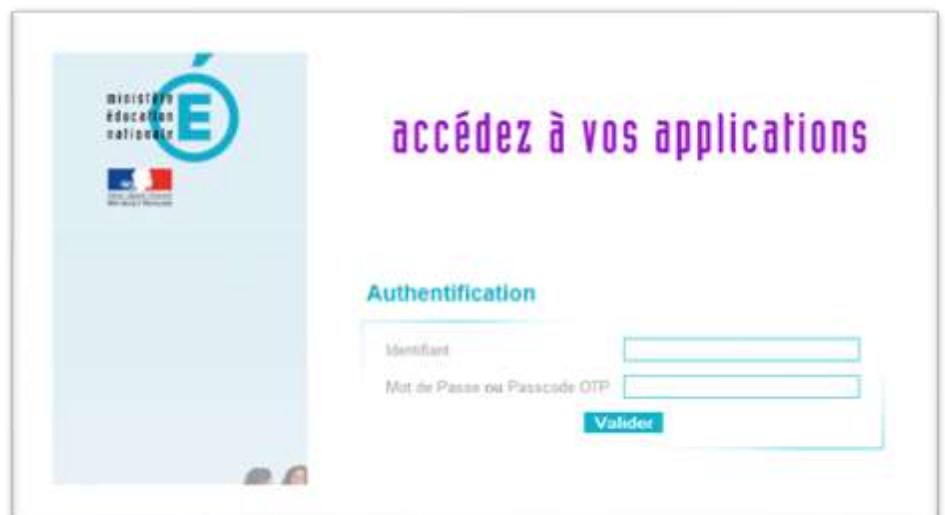 ministère
éducation
nationale
É
accédez à vos applications
Authentification
Identifiant
Mot de Passe ou Passcode OTP
Valider